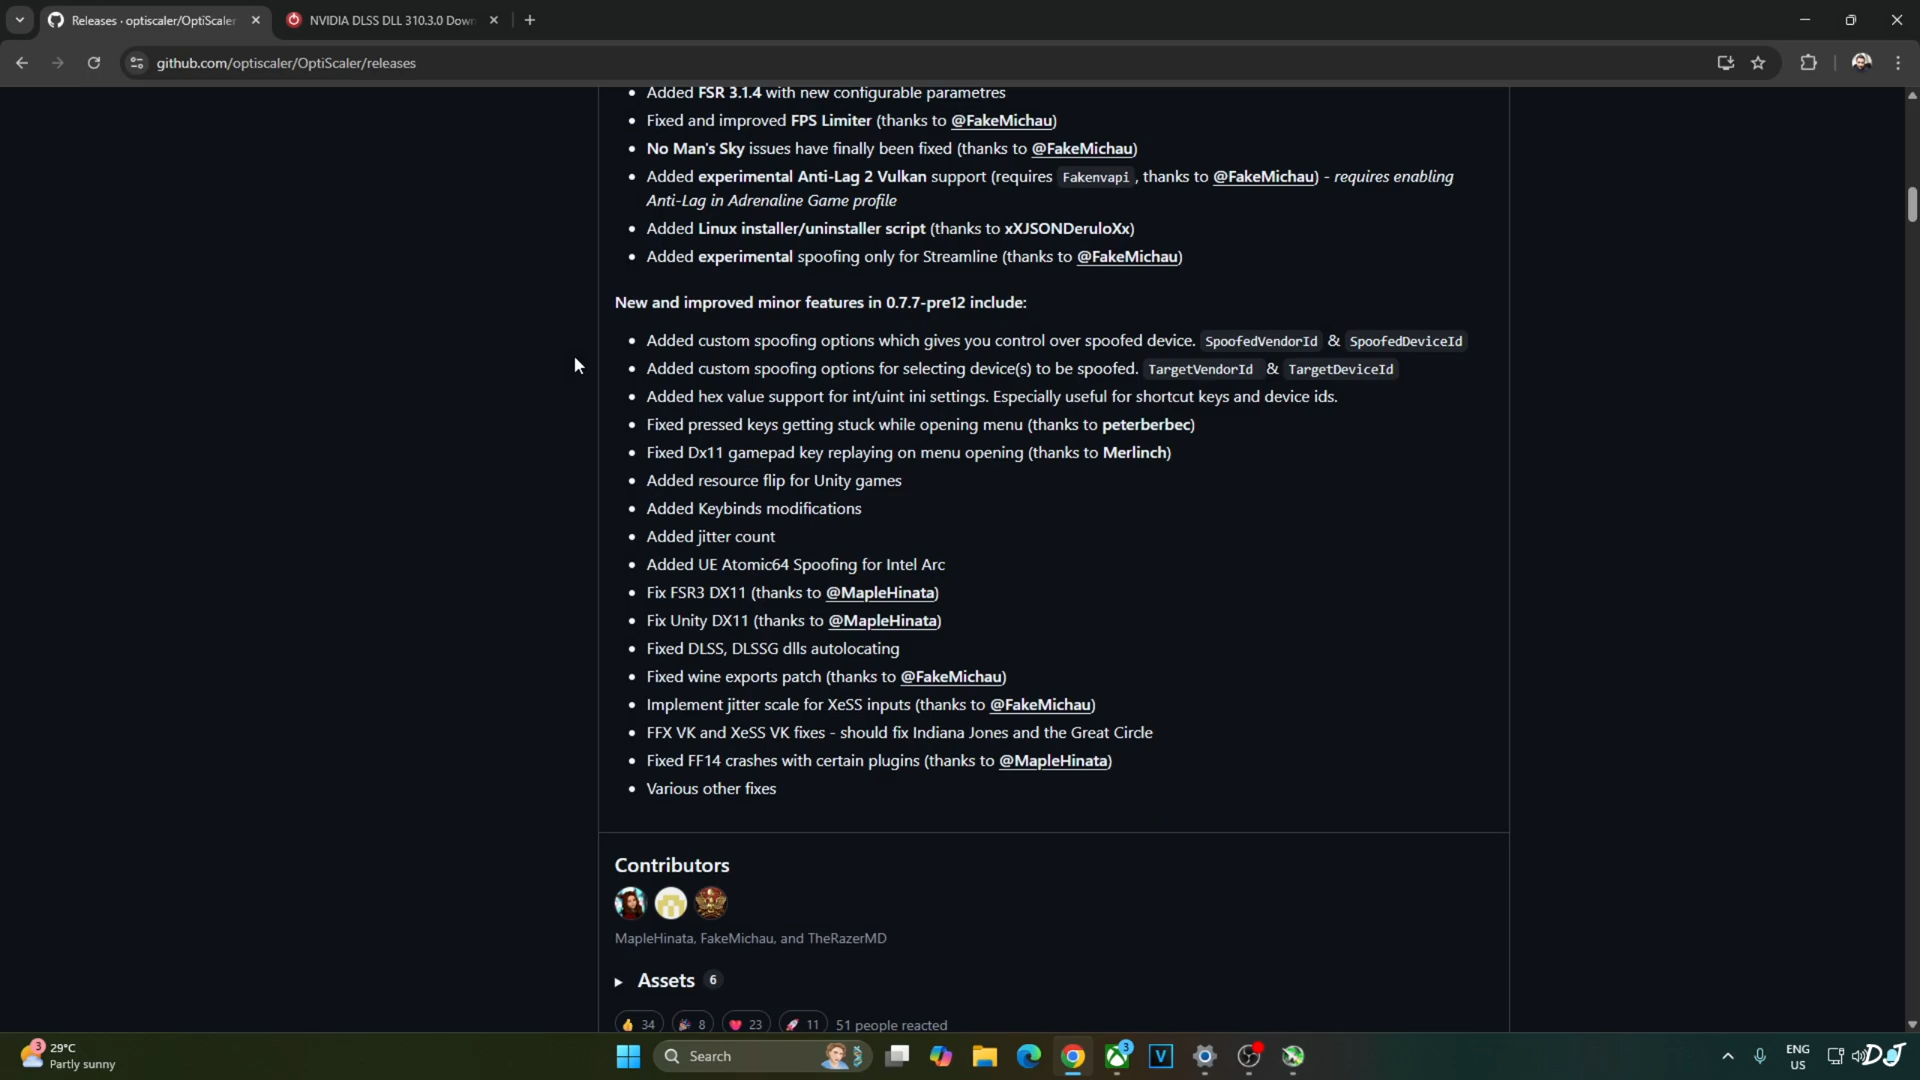 Releases · optiscaler/OptiScaler
NVIDIA DLSS DLL 310.3.0 Down
github.com/optiscaler/OptiScaler/releases
Added FSR 3.1.4 with new configurable parametres
Fixed and improved FPS Limiter (thanks to @FakeMichau)
No Man's Sky issues have finally been fixed (thanks to @FakeMichau)
Added experimental Anti-Lag 2 Vulkan support (requires Fakenvapi, thanks to @FakeMichau) - requires enabling
Anti-Lag in Adrenaline Game profile
Added Linux installer/uninstaller script (thanks to xXJSONDeruloXx)
Added experimental spoofing only for Streamline (thanks to @FakeMichau)
New and improved minor features in 0.7.7-pre12 include:
Added custom spoofing options which gives you control over spoofed device. SpoofedVendorId & SpoofedDeviceId
Added custom spoofing options for selecting device(s) to be spoofed. TargetVendorId & TargetDeviceId
Added hex value support for int/uint ini settings. Especially useful for shortcut keys and device ids.
Fixed pressed keys getting stuck while opening menu (thanks to peterberbec)
Fixed Dx11 gamepad key replaying on menu opening (thanks to Merlinch)
Added resource flip for Unity games
Added Keybinds modifications
Added jitter count
Added UE Atomic64 Spoofing for Intel Arc
Fix FSR3 DX11 (thanks to @MapleHinata)
Fix Unity DX11 (thanks to @MapleHinata)
Fixed DLSS, DLSSG dlls autolocating
Fixed wine exports patch (thanks to @FakeMichau)
Implement jitter scale for XeSS inputs (thanks to @FakeMichau)
FFX VK and XeSS VK fixes - should fix Indiana Jones and the Great Circle
Fixed FF14 crashes with certain plugins (thanks to @MapleHinata)
Various other fixes
Contributors
MapleHinata, FakeMichau, and TheRazerMD
Assets 6
34 8 23 11 51 people reacted
3 29°C
Partly sunny
Search
3
V
ENG
US
DJ